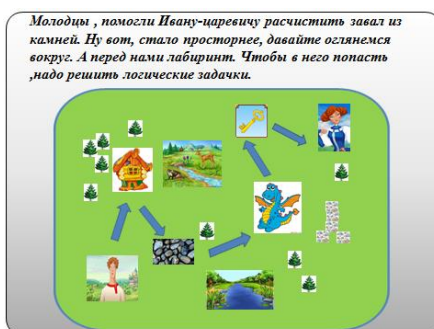 Молодцы , помогли Ивану-царевичу расчистить завал из
камней. Ну вот, стало просторнее, давайте оглянемся
вокруг. А перед нами лабиринт. Чтобы в него попасть
,надо решить логические задачки.